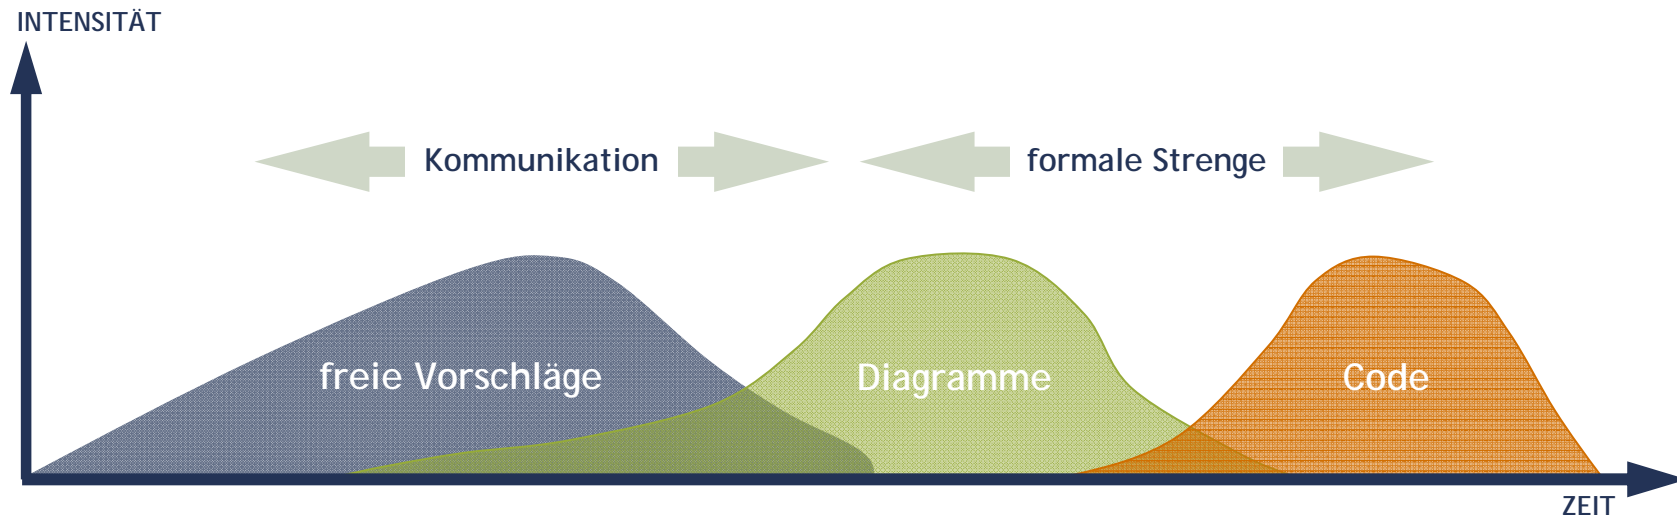 INTENSITÄT
Kommunikation
formale Strenge
freie Vorschläge
Diagramme
Code
ZEIT